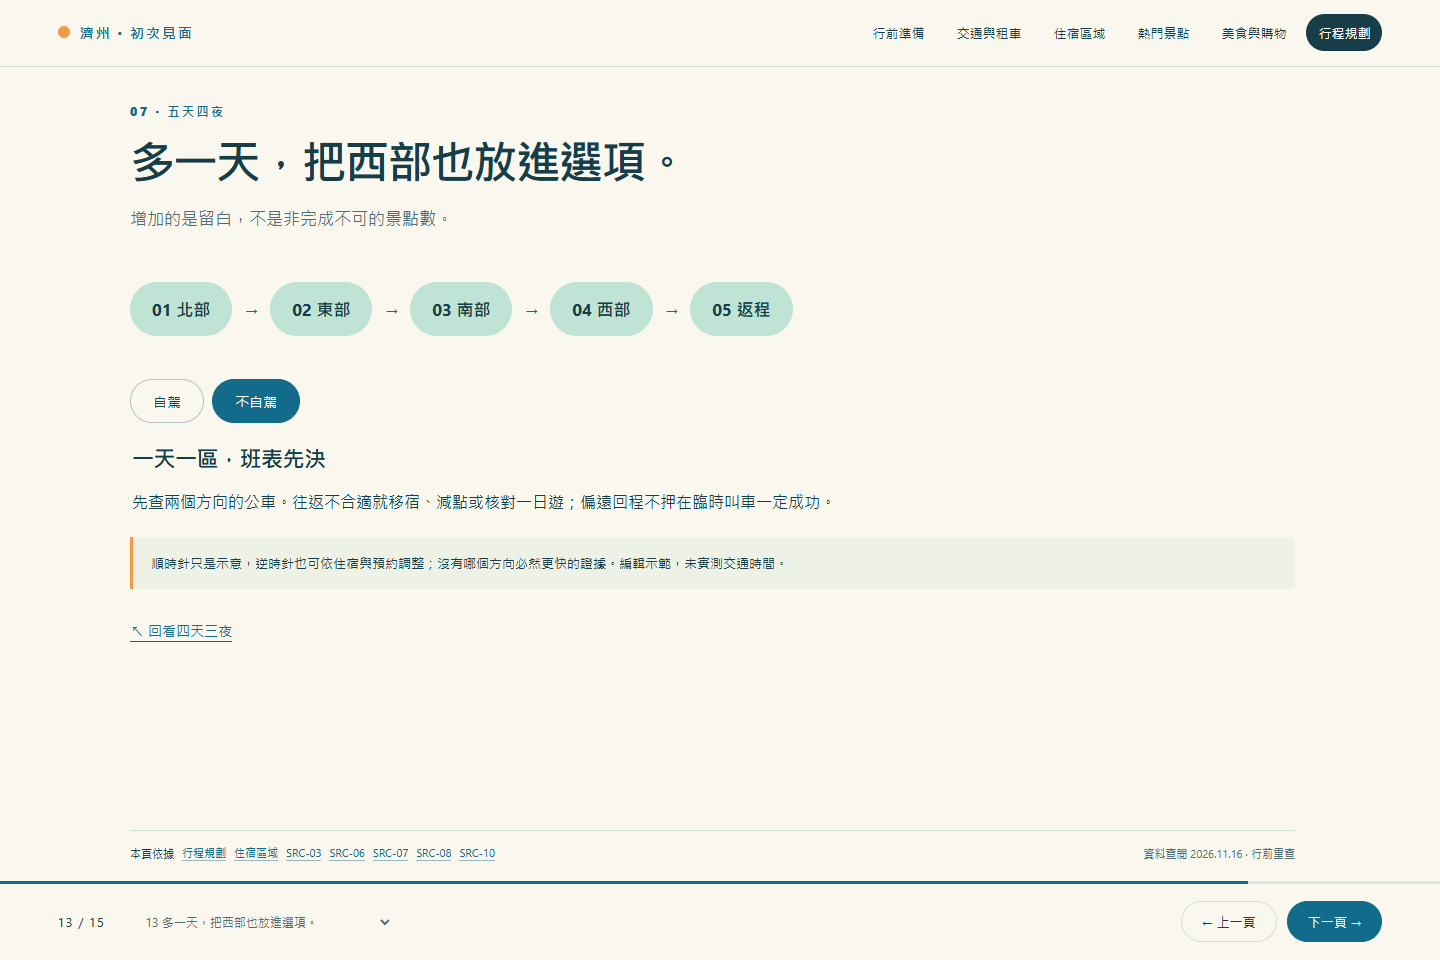 濟州・初次見面
行前準備 交通與租車 住宿區域 熱門景點 美食與購物 行程規劃
07 · 五天四夜
多一天，把西部也放進選項。
增加的是留白，不是非完成不可的景點數。
01 北部 → 02 東部 → 03 南部 → 04 西部 → 05 返程
自駕 不自駕
一天一區，班表先決
先查兩個方向的公車。往返不合適就移宿、減點或核對一日遊；偏遠回程不押在臨時叫車一定成功。
順時針只是示意，逆時針也可依住宿與預約調整；沒有哪個方向必然更快的證據。編輯示範，未實測交通時間。
↖ 回看四天三夜
本頁依據 行程規劃 住宿區域 SRC-03 SRC-06 SRC-07 SRC-08 SRC-10
資料查閱 2026.11.16 · 行前重查
13 / 15
13 多一天，把西部也放進選項。
← 上一頁 下一頁 →